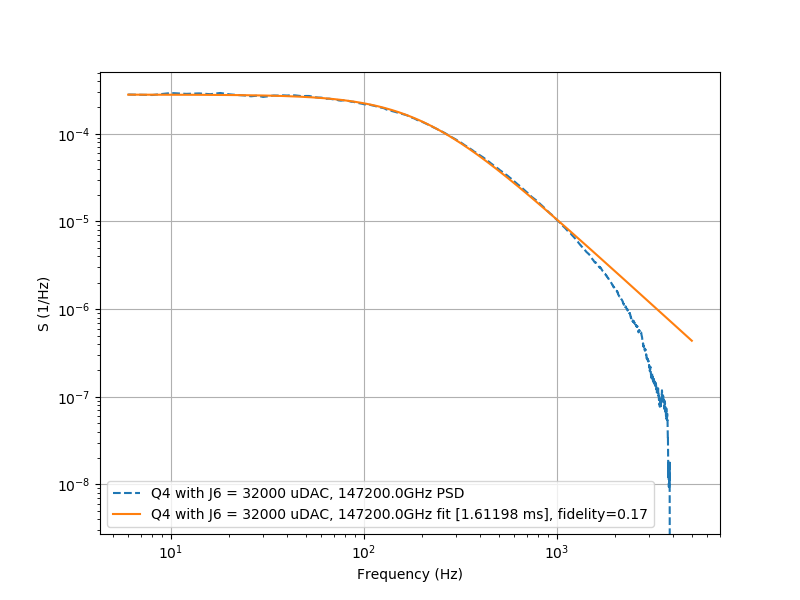 S (1/Hz)
10⁻⁴
10⁻⁵
10⁻⁶
10⁻⁷
10⁻⁸
Q4 with J6 = 32000 uDAC, 147200.0GHz PSD
Q4 with J6 = 32000 uDAC, 147200.0GHz fit [1.61198 ms], fidelity=0.17
10¹ 10² 10³
Frequency (Hz)